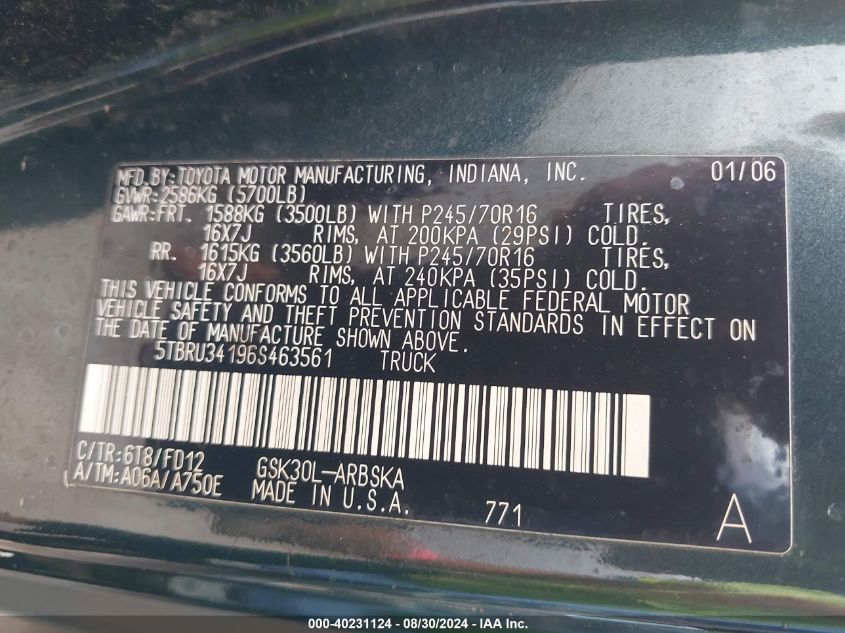 MFD.BY:TOYOTA MOTOR MANUFACTURING, INDIANA, INC. 01/06
GVWR:2586KG (5700LB)
GAWR:FRT. 1588KG (3500LB) WITH P245/70R16 TIRES,
16X7J RIMS, AT 200KPA (29PSI) COLD.
RR. 1615KG (3560LB) WITH P245/70R16 TIRES,
16X7J RIMS, AT 240KPA (35PSI) COLD.
THIS VEHICLE CONFORMS TO ALL APPLICABLE FEDERAL MOTOR
VEHICLE SAFETY AND THEFT PREVENTION STANDARDS IN EFFECT ON
THE DATE OF MANUFACTURE SHOWN ABOVE.
5TBRU34196S463561 TRUCK
C/TR:6T8/FD12 GSK30L-ARBSKA
A/TM:A06A/A750E MADE IN U.S.A. 771 A
000-40231124 - 08/30/2024 - IAA Inc.